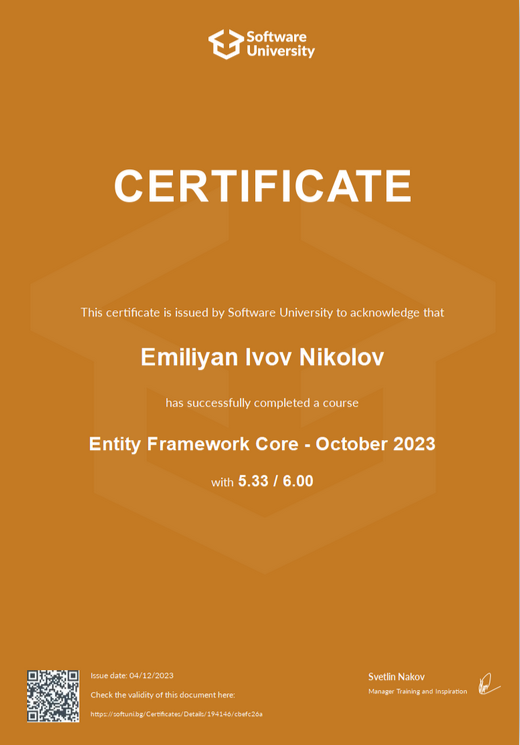 Software
University
CERTIFICATE
This certificate is issued by Software University to acknowledge that
Emiliyan Ivov Nikolov
has successfully completed a course
Entity Framework Core - October 2023
with 5.33 / 6.00
Issue date: 04/12/2023
Check the validity of this document here:
https://softuni.bg/Certificates/Details/194146/cbefc26a
Svetlin Nakov
Manager Training and Inspiration